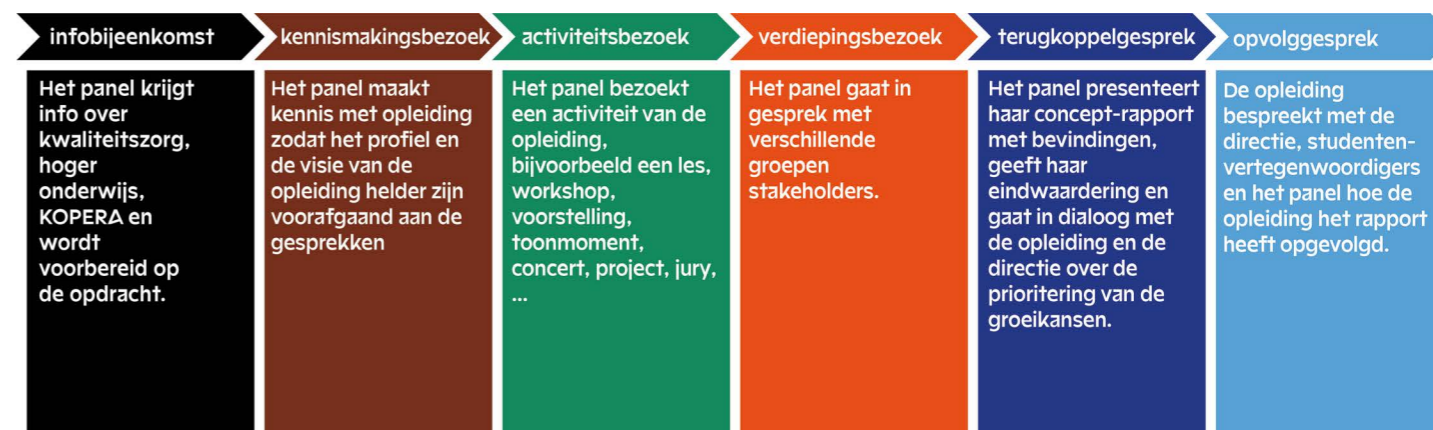 infobijeenkomst
kennismakingsbezoek
activiteitsbezoek
verdiepingsbezoek
terugkoppelgesprek
opvolggesprek
Het panel krijgt
info over
kwaliteitszorg,
hoger
onderwijs,
KOPERA en
wordt
voorbereid op
de opdracht.
Het panel maakt
kennis met opleiding
zodat het profiel en
de visie van de
opleiding helder zijn
voorafgaand aan de
gesprekken
Het panel bezoekt
een activiteit van de
opleiding,
bijvoorbeeld een les,
workshop,
voorstelling,
toonmoment,
concert, project, jury,
...
Het panel gaat in
gesprek met
verschillende
groepen
stakeholders.
Het panel presenteert
haar concept-rapport
met bevindingen,
geeft haar
eindwaardering en
gaat in dialoog met
de opleiding en de
directie over de
prioritering van de
groeikansen.
De opleiding
bespreekt met de
directie, studenten-
vertegenwoordigers
en het panel hoe de
opleiding het rapport
heeft opgevolgd.